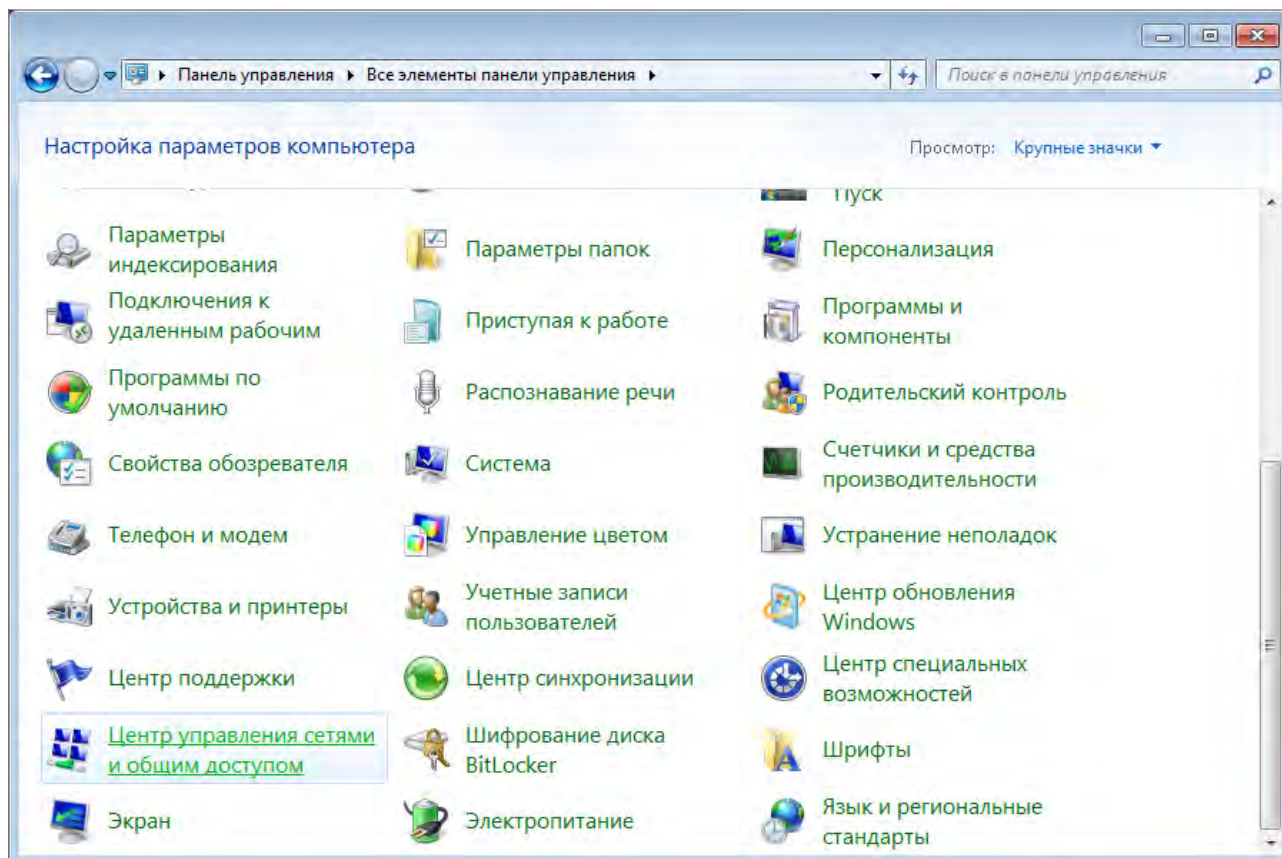 Панель управления ▸ Все элементы панели управления ▸
Поиск в панели управления
Настройка параметров компьютера
Просмотр: Крупные значки
Пуск
Параметры
индексирования
Параметры папок
Персонализация
Подключения к
удаленным рабочим
Приступая к работе
Программы и
компоненты
Программы по
умолчанию
Распознавание речи
Родительский контроль
Свойства обозревателя
Система
Счетчики и средства
производительности
Телефон и модем
Управление цветом
Устранение неполадок
Устройства и принтеры
Учетные записи
пользователей
Центр обновления
Windows
Центр поддержки
Центр синхронизации
Центр специальных
возможностей
Центр управления сетями
и общим доступом
Шифрование диска
BitLocker
Шрифты
Экран
Электропитание
Язык и региональные
стандарты